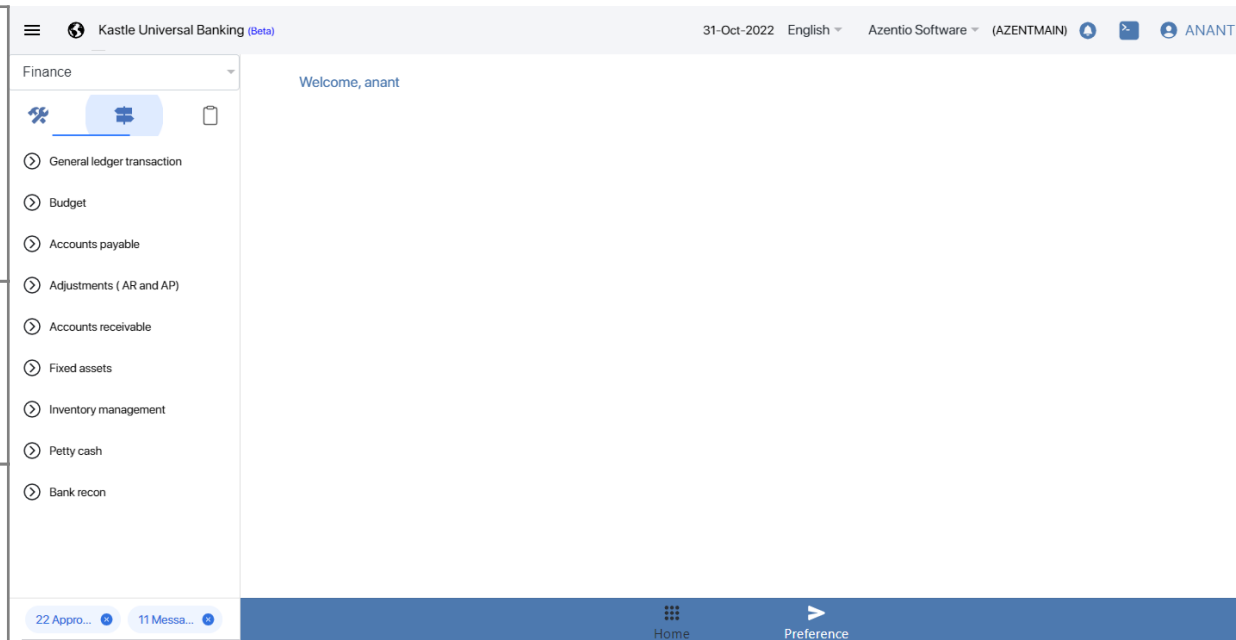 Kastle Universal Banking (Beta) 31-Oct-2022 English Azentio Software (AZENTMAIN) ANANT
Finance
Welcome, anant
General ledger transaction
Budget
Accounts payable
Adjustments ( AR and AP)
Accounts receivable
Fixed assets
Inventory management
Petty cash
Bank recon
22 Appro... 11 Messa...
Home Preference